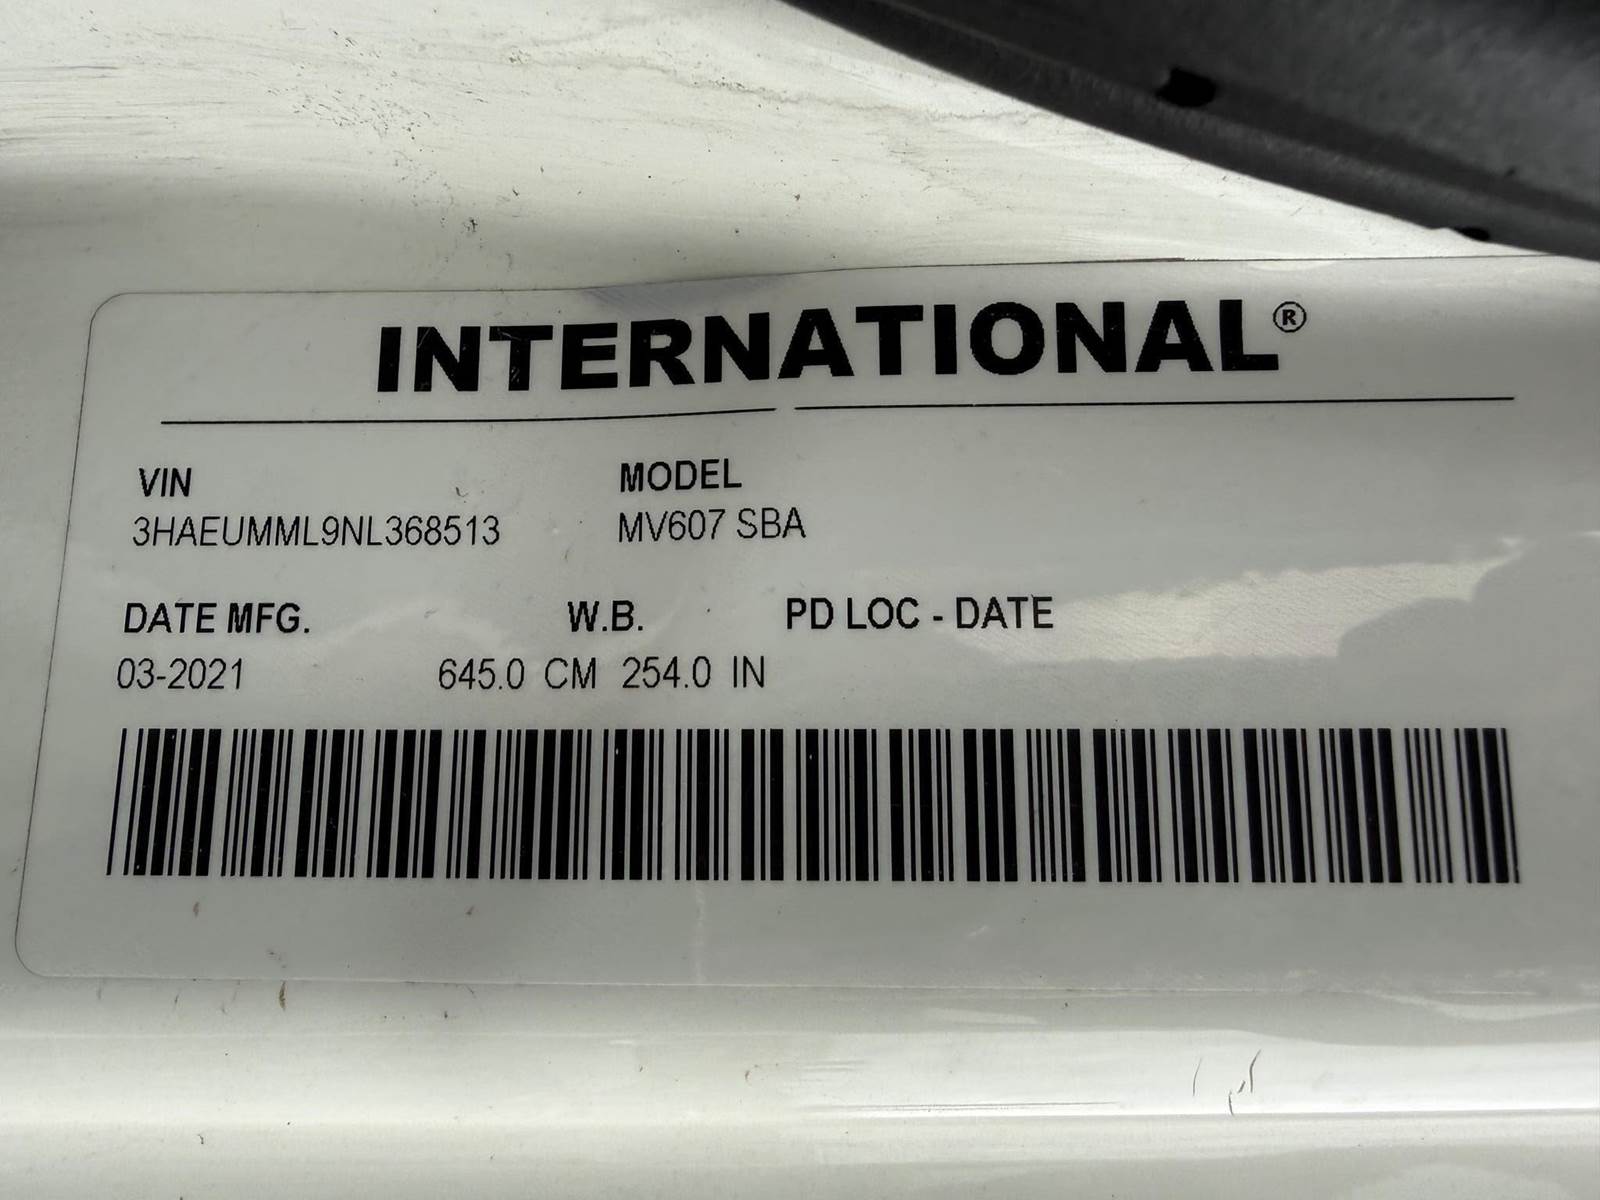 INTERNATIONAL®
VIN MODEL
3HAEUMML9NL368513 MV607 SBA
DATE MFG. W.B. PD LOC - DATE
03-2021 645.0 CM 254.0 IN